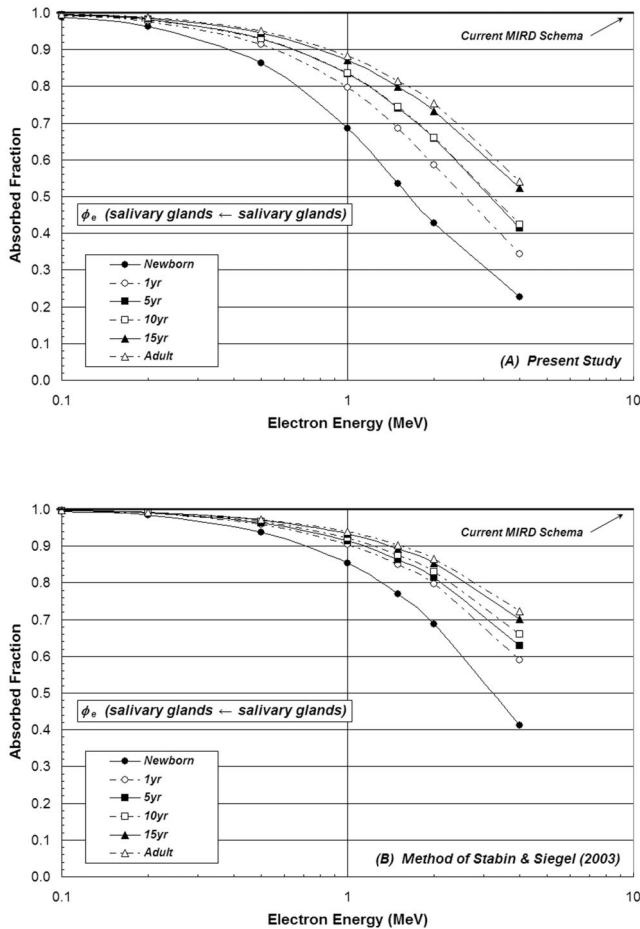 1.0
0.9
0.8
0.7
0.6
0.5
0.4
0.3
0.2
0.1
0.0
Absorbed Fraction
Current MIRD Schema
ϕe (salivary glands ← salivary glands)
Newborn
1yr
5yr
10yr
15yr
Adult
(A) Present Study
0.1 1 10
Electron Energy (MeV)
1.0
0.9
0.8
0.7
0.6
0.5
0.4
0.3
0.2
0.1
0.0
Absorbed Fraction
Current MIRD Schema
ϕe (salivary glands ← salivary glands)
Newborn
1yr
5yr
10yr
15yr
Adult
(B) Method of Stabin & Siegel (2003)
0.1 1 10
Electron Energy (MeV)